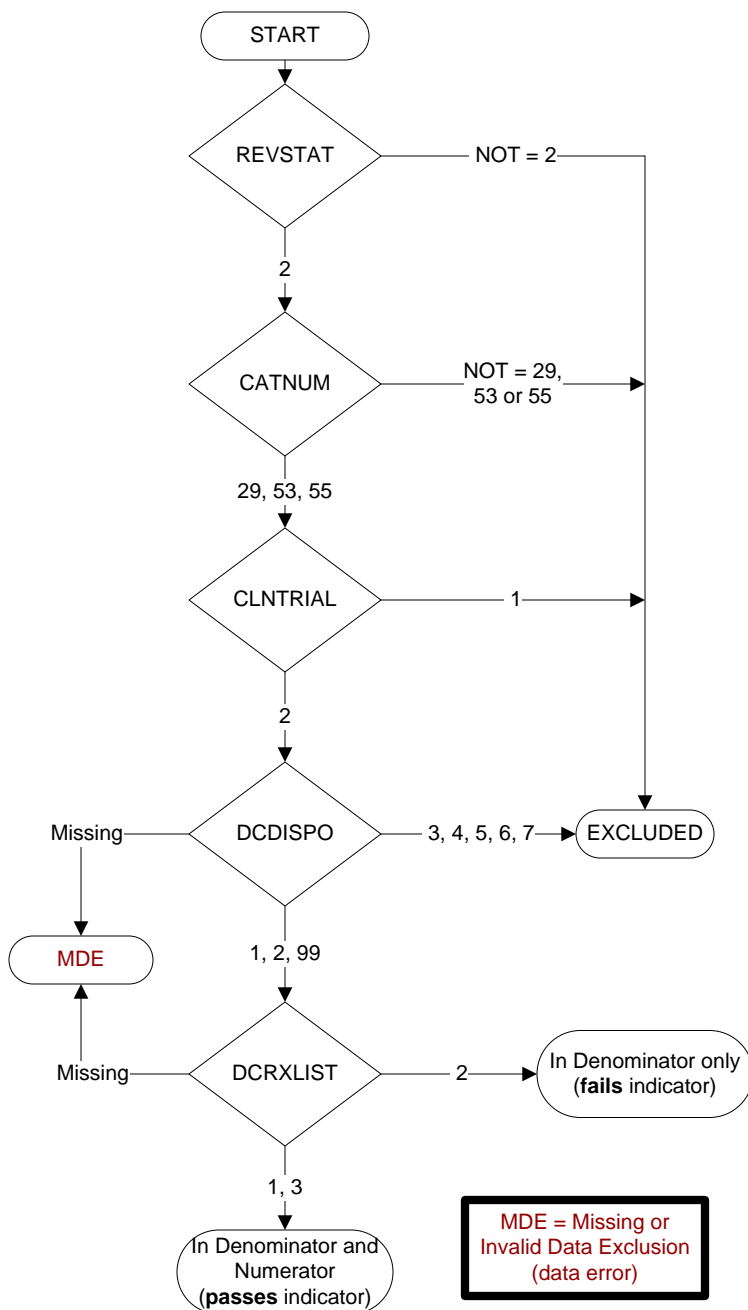 START
REVSTAT
NOT = 2
2
CATNUM
NOT = 29,
53 or 55
29, 53, 55
CLNTRIAL
1
2
Missing
DCDISPO
3, 4, 5, 6, 7
EXCLUDED
MDE
1, 2, 99
Missing
DCRXLIST
2
In Denominator only
(fails indicator)
1, 3
In Denominator and
Numerator
(passes indicator)
MDE = Missing or
Invalid Data Exclusion
(data error)